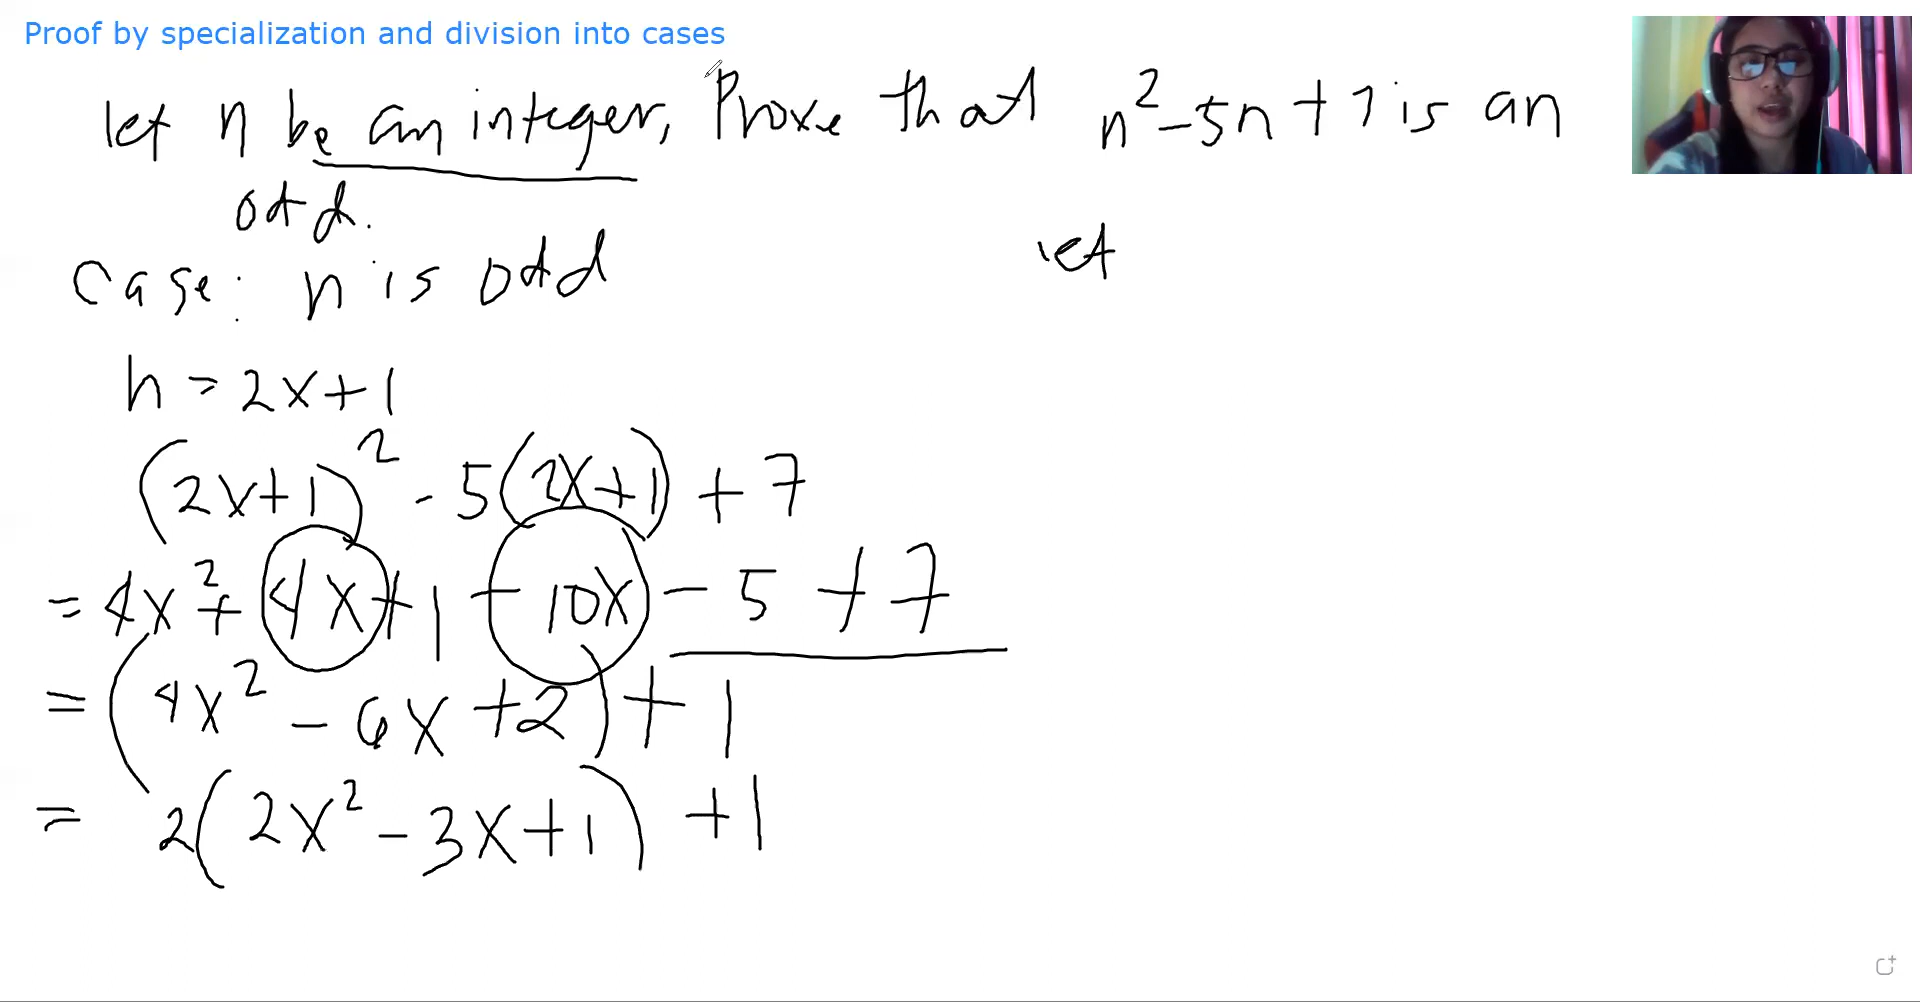 Proof by specialization and division into cases
let n be an integer, Prove that n² - 5n + 7 is an
odd.
let
Case: n is odd
n = 2x+1
(2x+1)² - 5(2x+1) + 7
= 4x² + 4x + 1 - 10x - 5 + 7
= (4x² - 6x + 2) + 1
= 2(2x² - 3x + 1) + 1